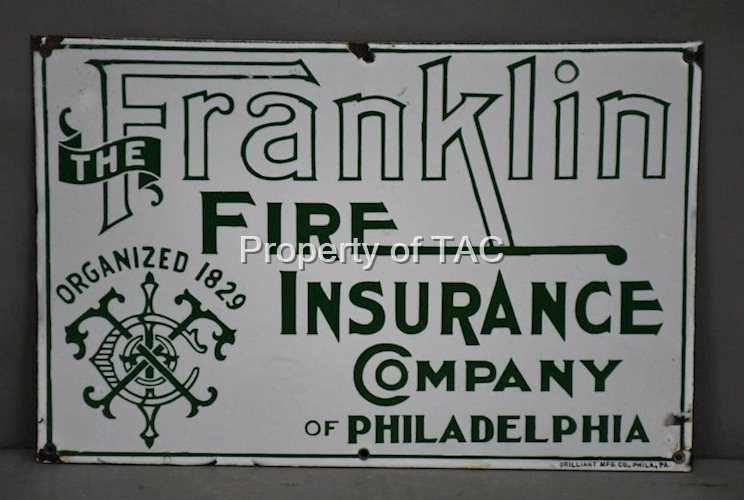 THE Franklin
FIRE
INSURANCE
COMPANY
OF PHILADELPHIA
ORGANIZED 1829
BRILLIANT MFG. CO., PHILA., PA.
Property of TAC